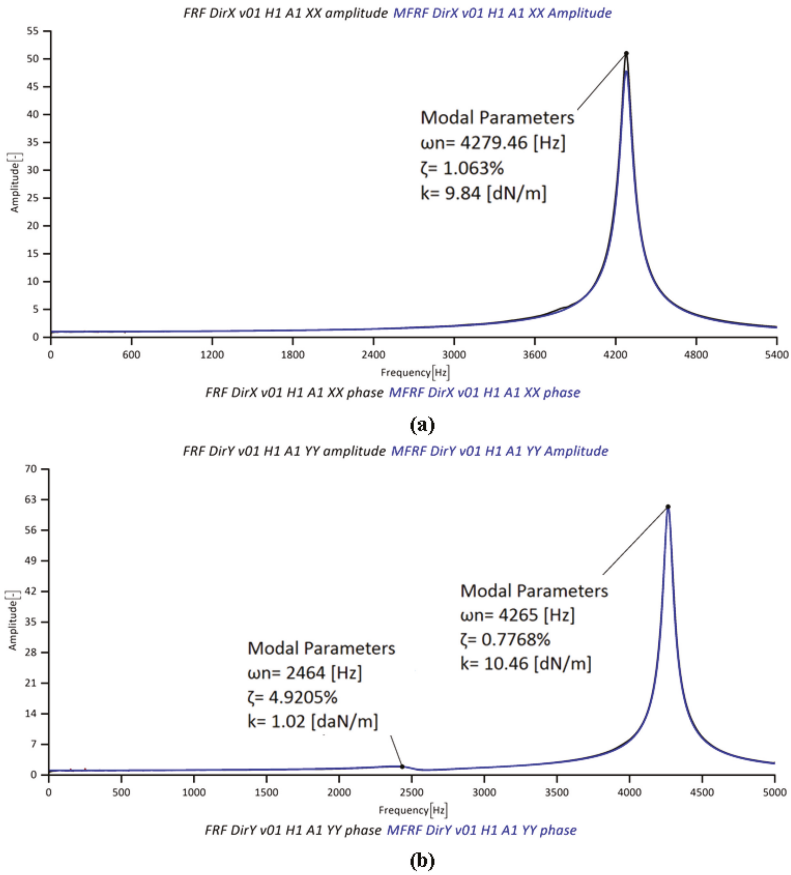 FRF DirX v01 H1 A1 XX amplitude MFRF DirX v01 H1 A1 XX Amplitude
55
50
45
40
35
30
25
20
15
10
5
0
Amplitude[-]
Modal Parameters
ωn= 4279.46 [Hz]
ζ= 1.063%
k= 9.84 [dN/m]
0 600 1200 1800 2400 3000 3600 4200 4800 5400
Frequency[Hz]
FRF DirX v01 H1 A1 XX phase MFRF DirX v01 H1 A1 XX phase
(a)
FRF DirY v01 H1 A1 YY amplitude MFRF DirY v01 H1 A1 YY Amplitude
70
63
56
49
42
35
28
21
14
7
0
Amplitude[-]
Modal Parameters
ωn= 4265 [Hz]
ζ= 0.7768%
k= 10.46 [dN/m]
Modal Parameters
ωn= 2464 [Hz]
ζ= 4.9205%
k= 1.02 [daN/m]
0 500 1000 1500 2000 2500 3000 3500 4000 4500 5000
Frequency[Hz]
FRF DirY v01 H1 A1 YY phase MFRF DirY v01 H1 A1 YY phase
(b)